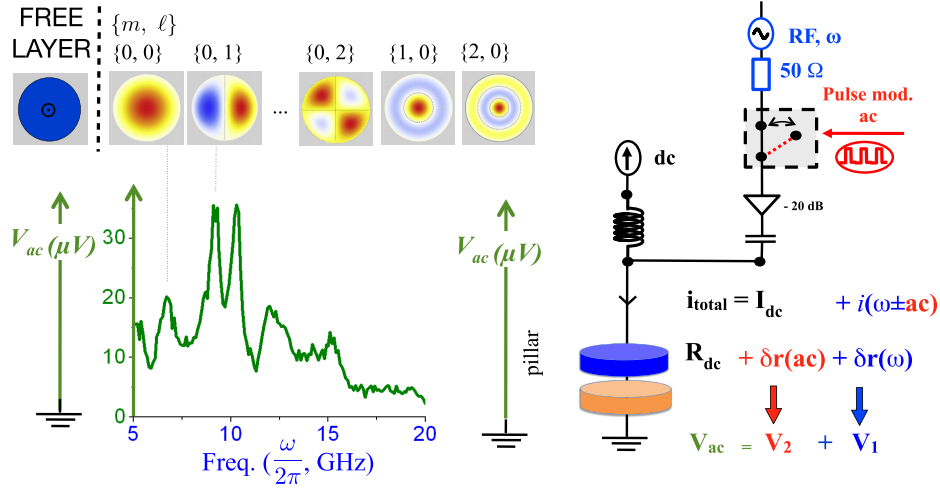 FREE
LAYER
{m, ℓ}
{0, 0} {0, 1} {0, 2} {1, 0} {2, 0}
...
V_ac (μV)
30
20
10
0
5 10 15 20
Freq. (ω/2π, GHz)
V_ac (μV)
pillar
RF, ω
50 Ω
Pulse mod.
ac
dc
- 20 dB
i_total = I_dc + i(ω±ac)
R_dc + δr(ac) + δr(ω)
V_ac = V_2 + V_1